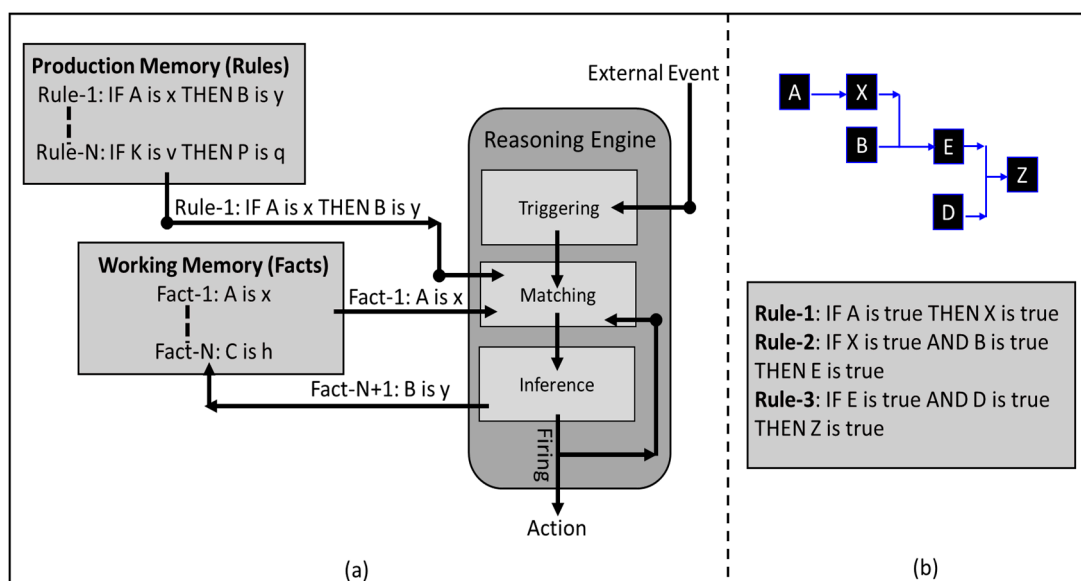 Production Memory (Rules)
Rule-1: IF A is x THEN B is y
Rule-N: IF K is v THEN P is q
Rule-1: IF A is x THEN B is y
Working Memory (Facts)
Fact-1: A is x
Fact-N: C is h
Fact-1: A is x
Fact-N+1: B is y
External Event
Reasoning Engine
Triggering
Matching
Inference
Firing
Action
(a)
A
X
B
E
Z
D
Rule-1: IF A is true THEN X is true
Rule-2: IF X is true AND B is true
THEN E is true
Rule-3: IF E is true AND D is true
THEN Z is true
(b)